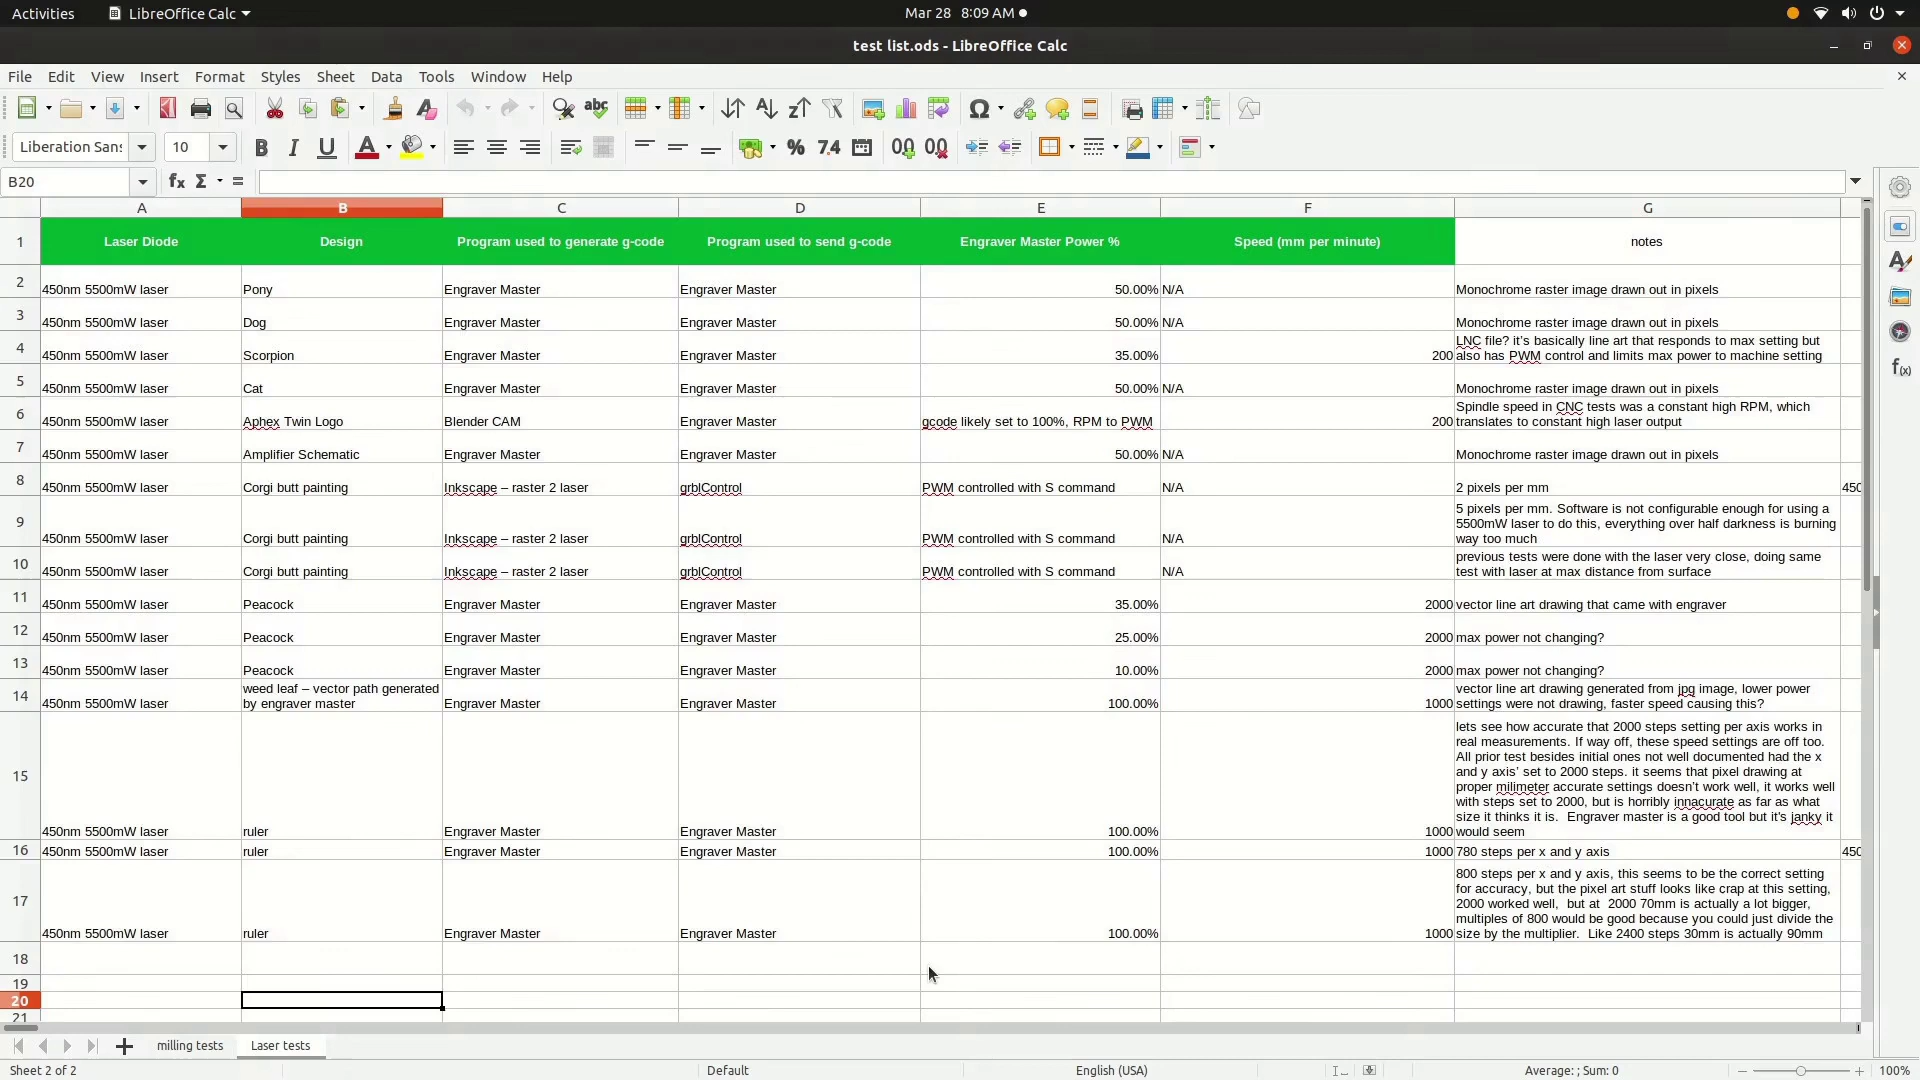 Activities LibreOffice Calc Mar 28 8:09 AM
test list.ods - LibreOffice Calc
File Edit View Insert Format Styles Sheet Data Tools Window Help
Liberation Sans 10
B20
A B C D E F G
1 Laser Diode Design Program used to generate g-code Program used to send g-code Engraver Master Power % Speed (mm per minute) notes
2 450nm 5500mW laser Pony Engraver Master Engraver Master 50.00% N/A Monochrome raster image drawn out in pixels
3 450nm 5500mW laser Dog Engraver Master Engraver Master 50.00% N/A Monochrome raster image drawn out in pixels
LNC file? it’s basically line art that responds to max setting but
4 450nm 5500mW laser Scorpion Engraver Master Engraver Master 35.00% 200 also has PWM control and limits max power to machine setting
5 450nm 5500mW laser Cat Engraver Master Engraver Master 50.00% N/A Monochrome raster image drawn out in pixels
Spindle speed in CNC tests was a constant high RPM, which
6 450nm 5500mW laser Aphex Twin Logo Blender CAM Engraver Master gcode likely set to 100%, RPM to PWM 200 translates to constant high laser output
7 450nm 5500mW laser Amplifier Schematic Engraver Master Engraver Master 50.00% N/A Monochrome raster image drawn out in pixels
8 450nm 5500mW laser Corgi butt painting Inkscape – raster 2 laser grblControl PWM controlled with S command N/A 2 pixels per mm 450
5 pixels per mm. Software is not configurable enough for using a
5500mW laser to do this, everything over half darkness is burning
9 450nm 5500mW laser Corgi butt painting Inkscape – raster 2 laser grblControl PWM controlled with S command N/A way too much
previous tests were done with the laser very close, doing same
10 450nm 5500mW laser Corgi butt painting Inkscape – raster 2 laser grblControl PWM controlled with S command N/A test with laser at max distance from surface
11 450nm 5500mW laser Peacock Engraver Master Engraver Master 35.00% 2000 vector line art drawing that came with engraver
12 450nm 5500mW laser Peacock Engraver Master Engraver Master 25.00% 2000 max power not changing?
13 450nm 5500mW laser Peacock Engraver Master Engraver Master 10.00% 2000 max power not changing?
weed leaf – vector path generated vector line art drawing generated from jpg image, lower power
14 450nm 5500mW laser by engraver master Engraver Master Engraver Master 100.00% 1000 settings were not drawing, faster speed causing this?
lets see how accurate that 2000 steps setting per axis works in
real measurements. If way off, these speed settings are off too.
All prior test besides initial ones not well documented had the x
and y axis’ set to 2000 steps. it seems that pixel drawing at
proper milimeter accurate settings doesn’t work well, it works well
with steps set to 2000, but is horribly innacurate as far as what
size it thinks it is.  Engraver master is a good tool but it’s janky it
15 450nm 5500mW laser ruler Engraver Master Engraver Master 100.00% 1000 would seem
16 450nm 5500mW laser ruler Engraver Master Engraver Master 100.00% 1000 780 steps per x and y axis 450
800 steps per x and y axis, this seems to be the correct setting
for accuracy, but the pixel art stuff looks like crap at this setting,
2000 worked well,  but at  2000 70mm is actually a lot bigger,
multiples of 800 would be good because you could just divide the
17 450nm 5500mW laser ruler Engraver Master Engraver Master 100.00% 1000 size by the multiplier.  Like 2400 steps 30mm is actually 90mm
18
19
20
21
milling tests Laser tests
Sheet 2 of 2 Default English (USA) Average: ; Sum: 0 100%